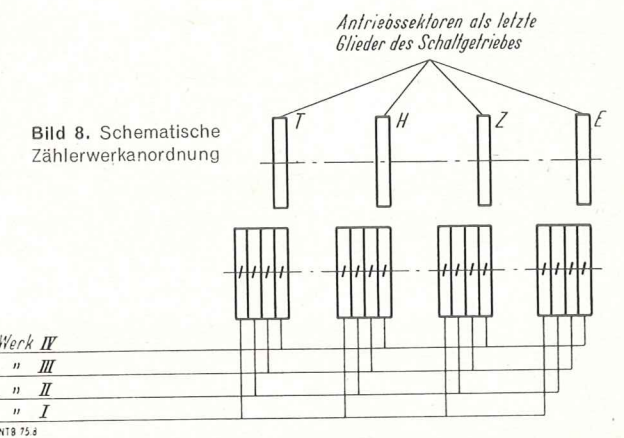 Antriebssektoren als letzte
Glieder des Schaltgetriebes
Bild 8. Schematische
Zählerwerkanordnung
T H Z E
Werk IV
" III
" II
" I
NTB 75.8